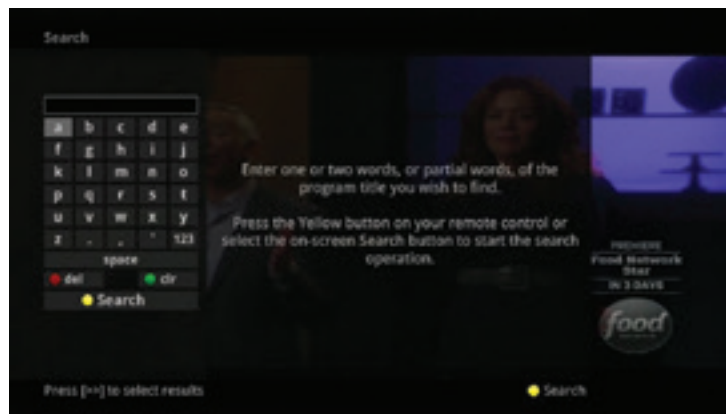 Search
a b c d e
f g h i j
k l m n o
p q r s t
u v w x y
z 123
space
del clr
Search
Enter one or two words, or partial words, of the
program title you wish to find.
Press the Yellow button on your remote control or
select the on-screen Search button to start the search
operation.
PREMIERE
Food Network
Star
IN 3 DAYS
food
Press [>>] to select results
Search